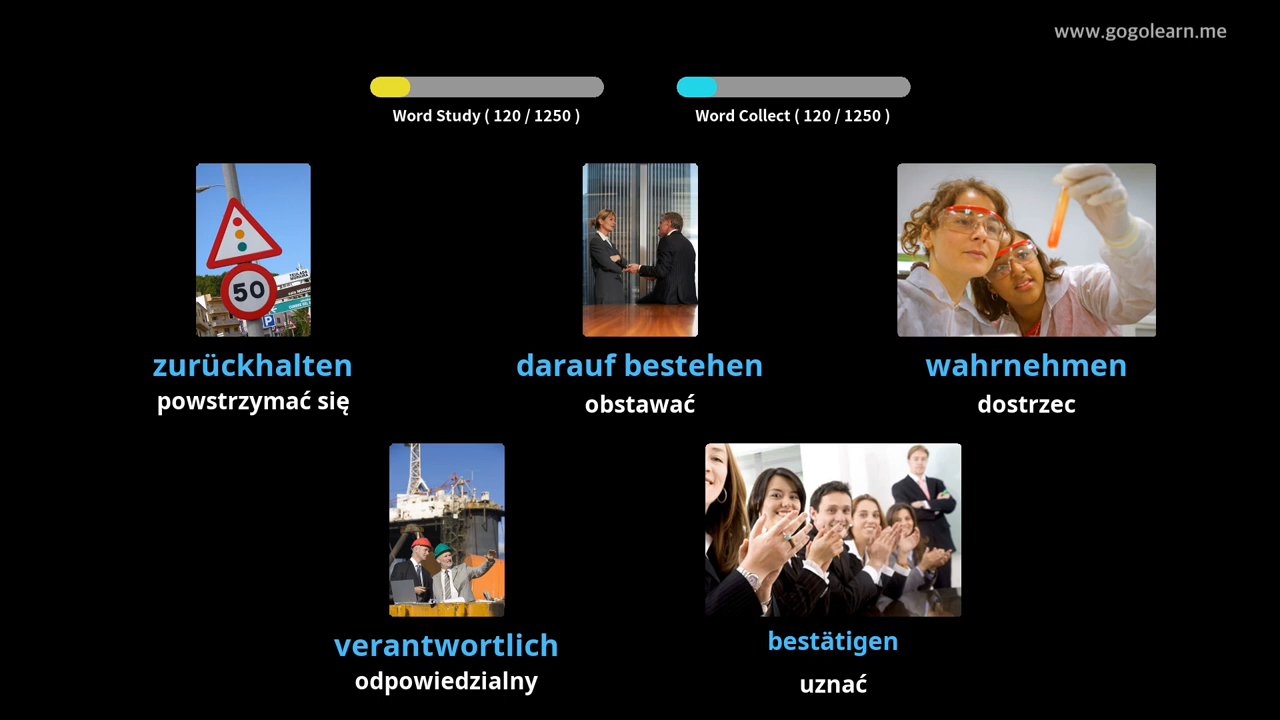 www.gogolearn.me
Word Study ( 120 / 1250 )
Word Collect ( 120 / 1250 )
50
P
zurückhalten
darauf bestehen
wahrnehmen
powstrzymać się
obstawać
dostrzec
verantwortlich
bestätigen
odpowiedzialny
uznać